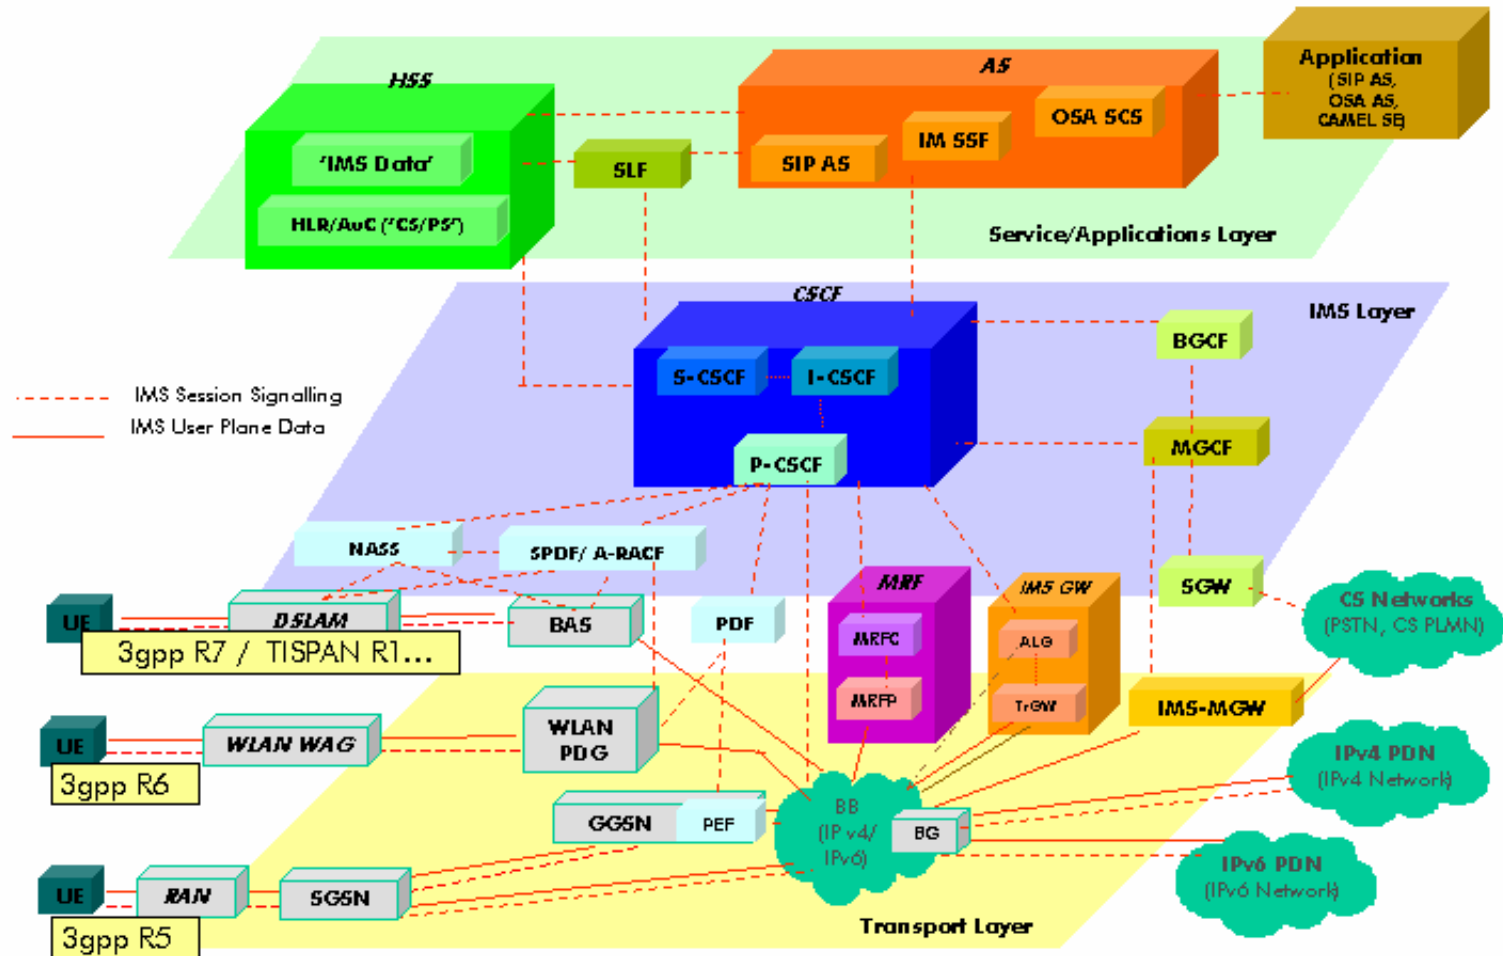 HSS
AS
Application
(SIP AS,
OSA AS,
CAMEL SE)
OSA SCS
IM SSF
SIP AS
'IMS Data'
SLF
HLR/AuC ('CS/PS')
Service/Applications Layer
CSCF
IMS Layer
BGCF
S-CSCF
I-CSCF
IMS Session Signalling
IMS User Plane Data
MGCF
P-CSCF
NASS
SPDF/ A-RACF
MRF
IMS GW
SGW
CS Networks
(PSTN, CS PLMN)
UE
DSLAM
BAS
PDF
MRFC
ALG
3gpp R7 / TISPAN R1...
MRFP
TrGW
IMS-MGW
UE
WLAN WAG
WLAN
PDG
IPv4 PDN
(IPv4 Network)
3gpp R6
GGSN
PEF
BB
(IP v4/
IPv6)
BG
IPv6 PDN
(IPv6 Network)
UE
RAN
SGSN
Transport Layer
3gpp R5